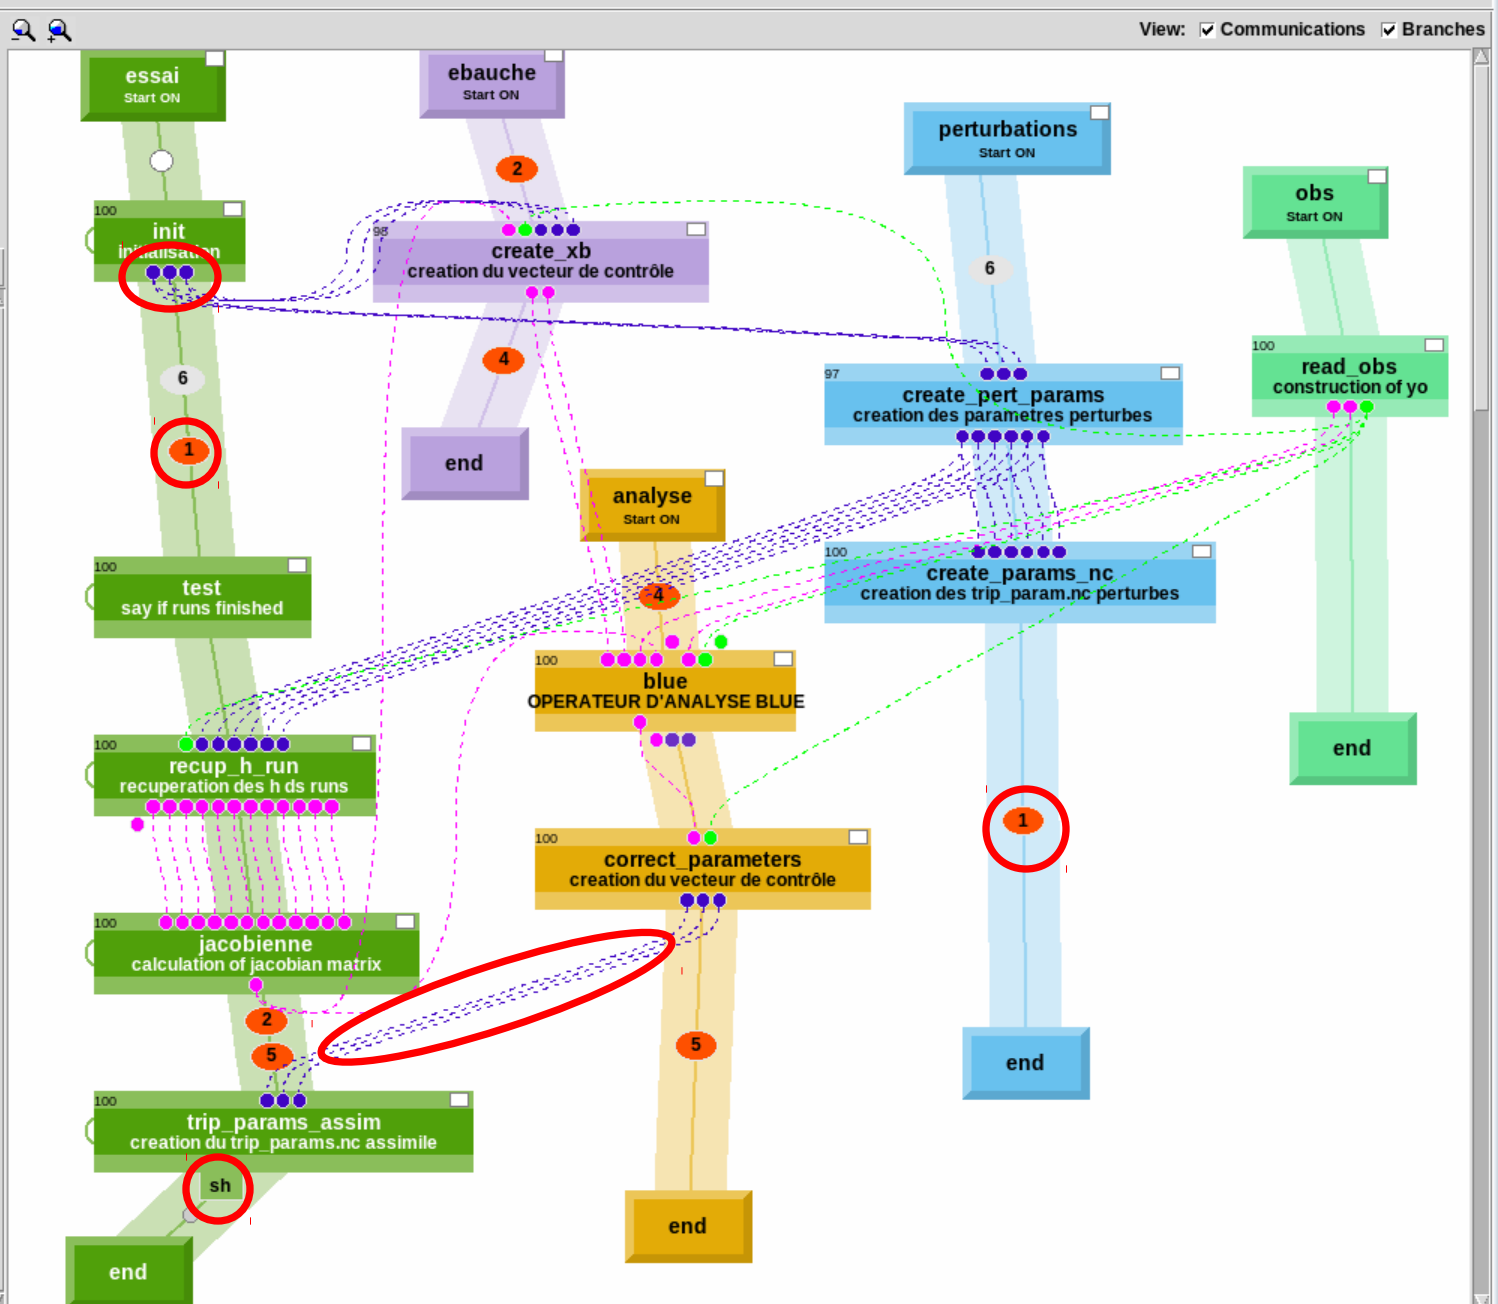 View: Communications Branches
essai
Start ON
ebauche
Start ON
perturbations
Start ON
obs
Start ON
2
100
init
initialisation
98
create_xb
creation du vecteur de contrôle
6
100
read_obs
construction of yo
4
6
97
create_pert_params
creation des parametres perturbes
1
end
analyse
Start ON
100
create_params_nc
creation des trip_param.nc perturbes
100
test
say if runs finished
4
100
blue
OPERATEUR D'ANALYSE BLUE
100
recup_h_run
recuperation des h ds runs
end
1
100
correct_parameters
creation du vecteur de contrôle
100
jacobienne
calculation of jacobian matrix
2
5
5
end
100
trip_params_assim
creation du trip_params.nc assimile
sh
end
end